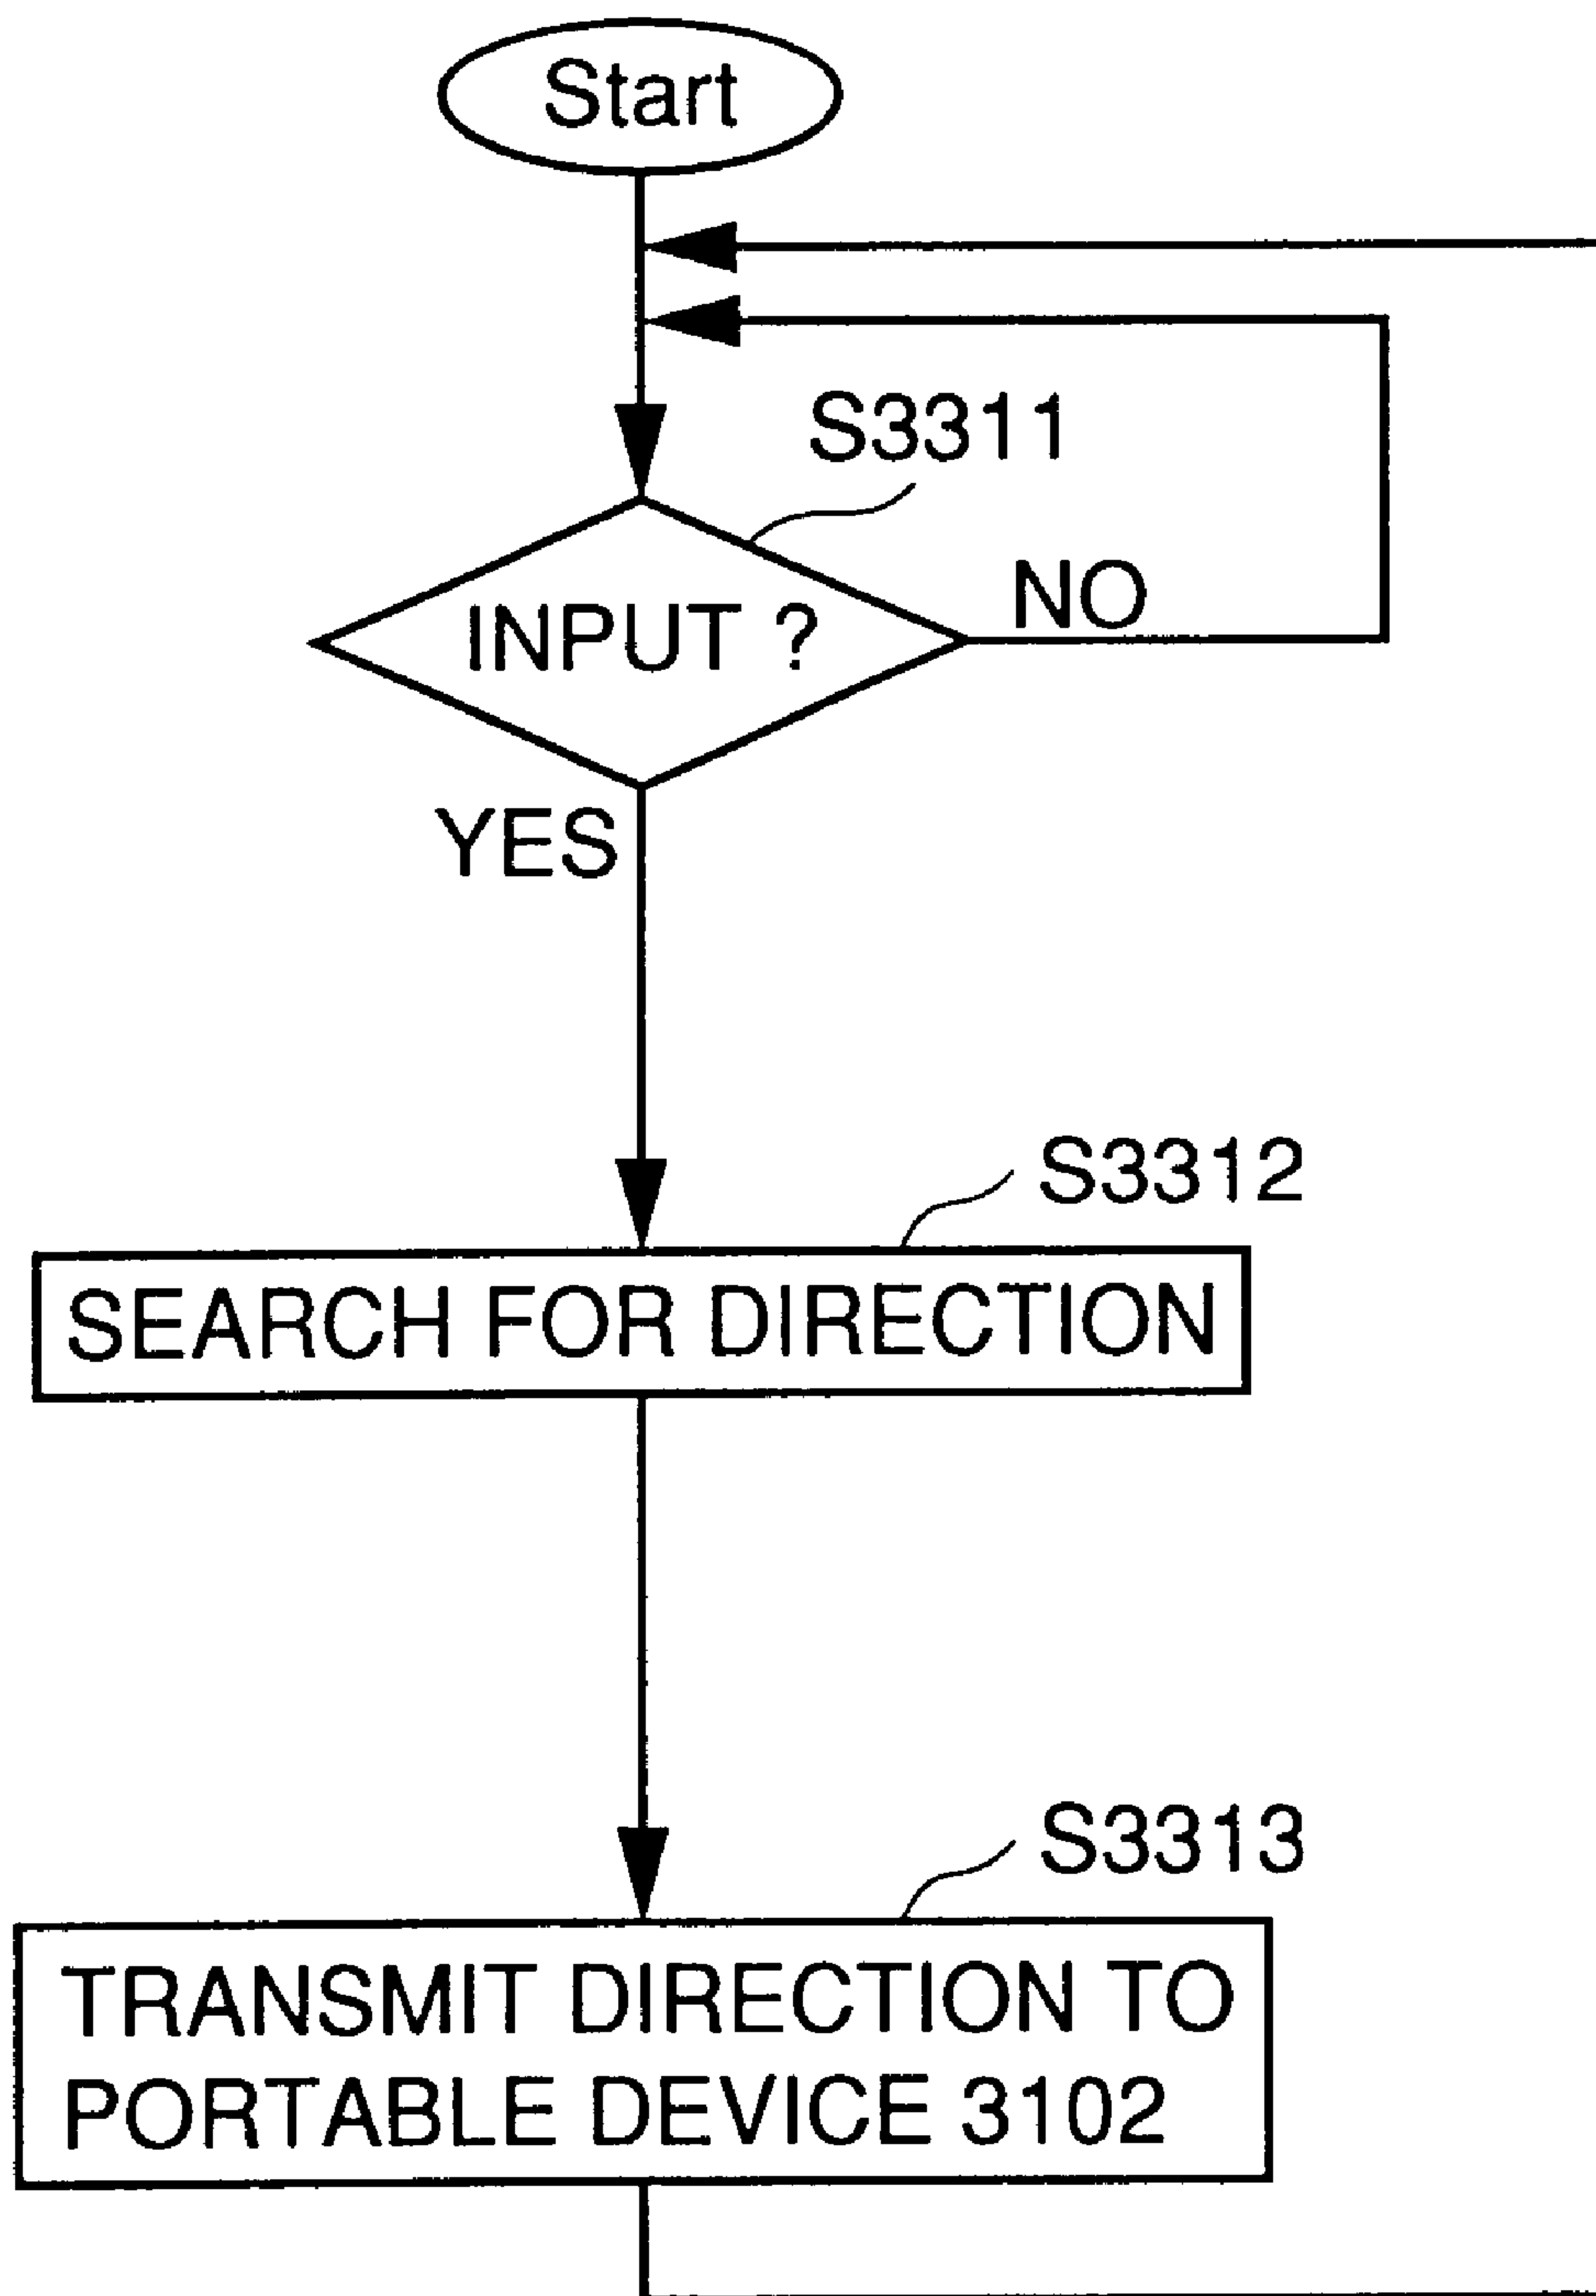 Start
S3311
INPUT ?
NO
YES
S3312
SEARCH FOR DIRECTION
S3313
TRANSMIT DIRECTION TO
PORTABLE DEVICE 3102